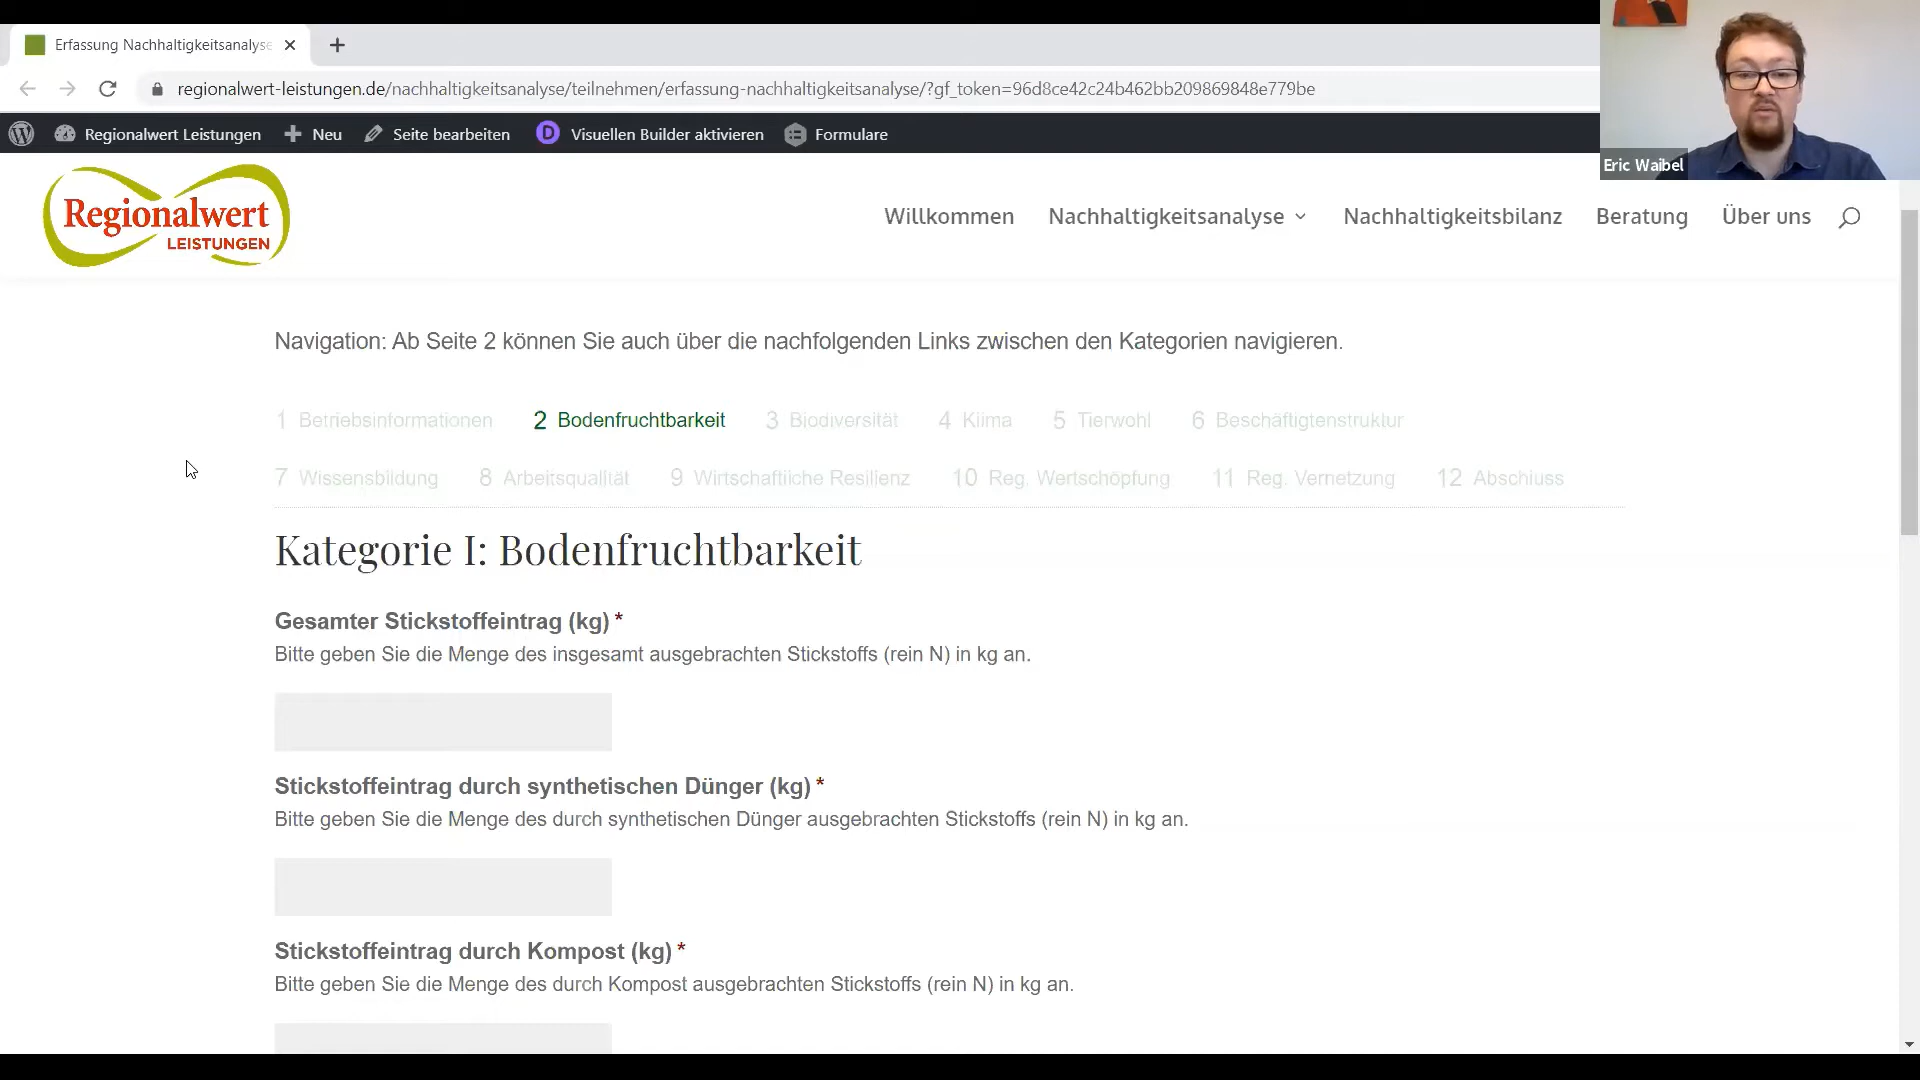 Erfassung Nachhaltigkeitsanalyse
regionalwert-leistungen.de/nachhaltigkeitsanalyse/teilnehmen/erfassung-nachhaltigkeitsanalyse/?gf_token=96d8ce42c24b462bb209869848e779be
Regionalwert Leistungen Neu Seite bearbeiten D Visuellen Builder aktivieren Formulare
Eric Waibel
Regionalwert
LEISTUNGEN
Willkommen Nachhaltigkeitsanalyse Nachhaltigkeitsbilanz Beratung Über uns
Navigation: Ab Seite 2 können Sie auch über die nachfolgenden Links zwischen den Kategorien navigieren.
1 Betriebsinformationen 2 Bodenfruchtbarkeit 3 Biodiversität 4 Klima 5 Tierwohl 6 Beschäftigtenstruktur
7 Wissensbildung 8 Arbeitsqualität 9 Wirtschaftliche Resilienz 10 Reg. Wertschöpfung 11 Reg. Vernetzung 12 Abschluss
Kategorie I: Bodenfruchtbarkeit
Gesamter Stickstoffeintrag (kg) *
Bitte geben Sie die Menge des insgesamt ausgebrachten Stickstoffs (rein N) in kg an.
Stickstoffeintrag durch synthetischen Dünger (kg) *
Bitte geben Sie die Menge des durch synthetischen Dünger ausgebrachten Stickstoffs (rein N) in kg an.
Stickstoffeintrag durch Kompost (kg) *
Bitte geben Sie die Menge des durch Kompost ausgebrachten Stickstoffs (rein N) in kg an.